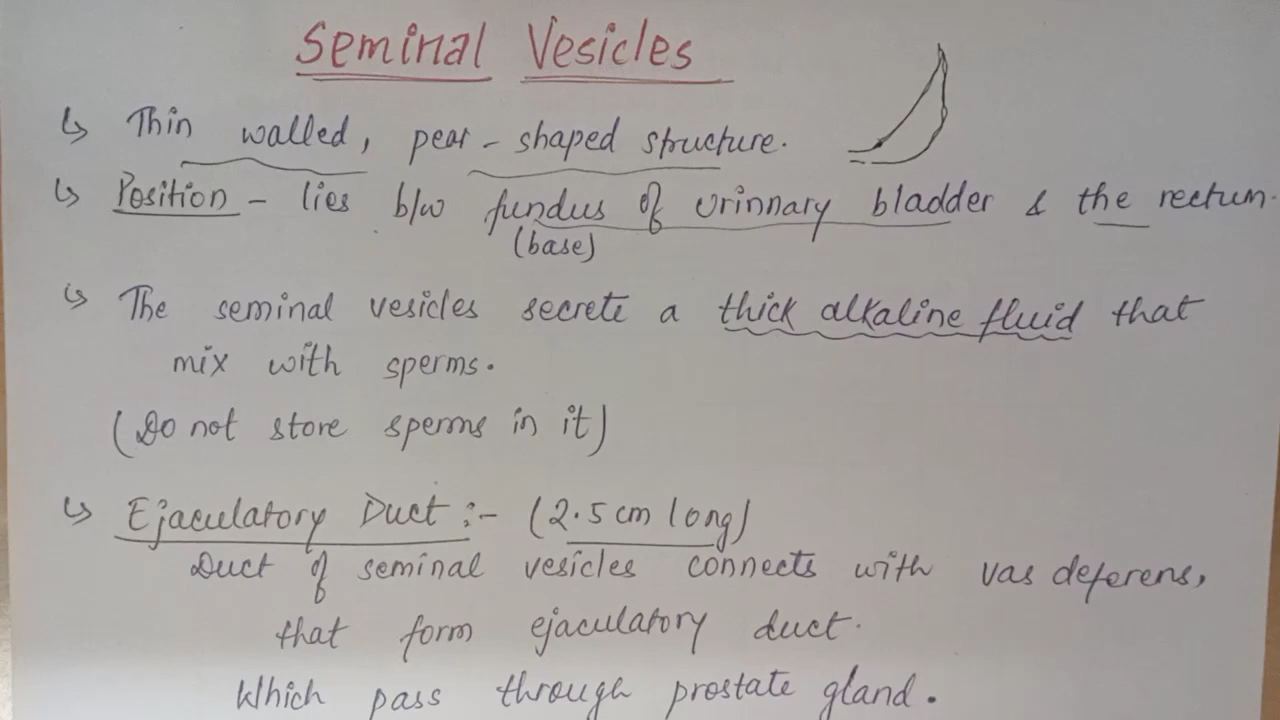 Seminal Vesicles
↳ Thin walled, pear-shaped structure.
↳ Position - lies b/w fundus of Urinnary bladder & the rectum.
(base)
↳ The seminal vesicles secrete a thick alkaline fluid that
mix with sperms.
(Do not store sperms in it)
↳ Ejaculatory Duct :- (2.5 cm long)
Duct of seminal vesicles connects with vas deferens,
that form ejaculatory duct.
Which pass through prostate gland.